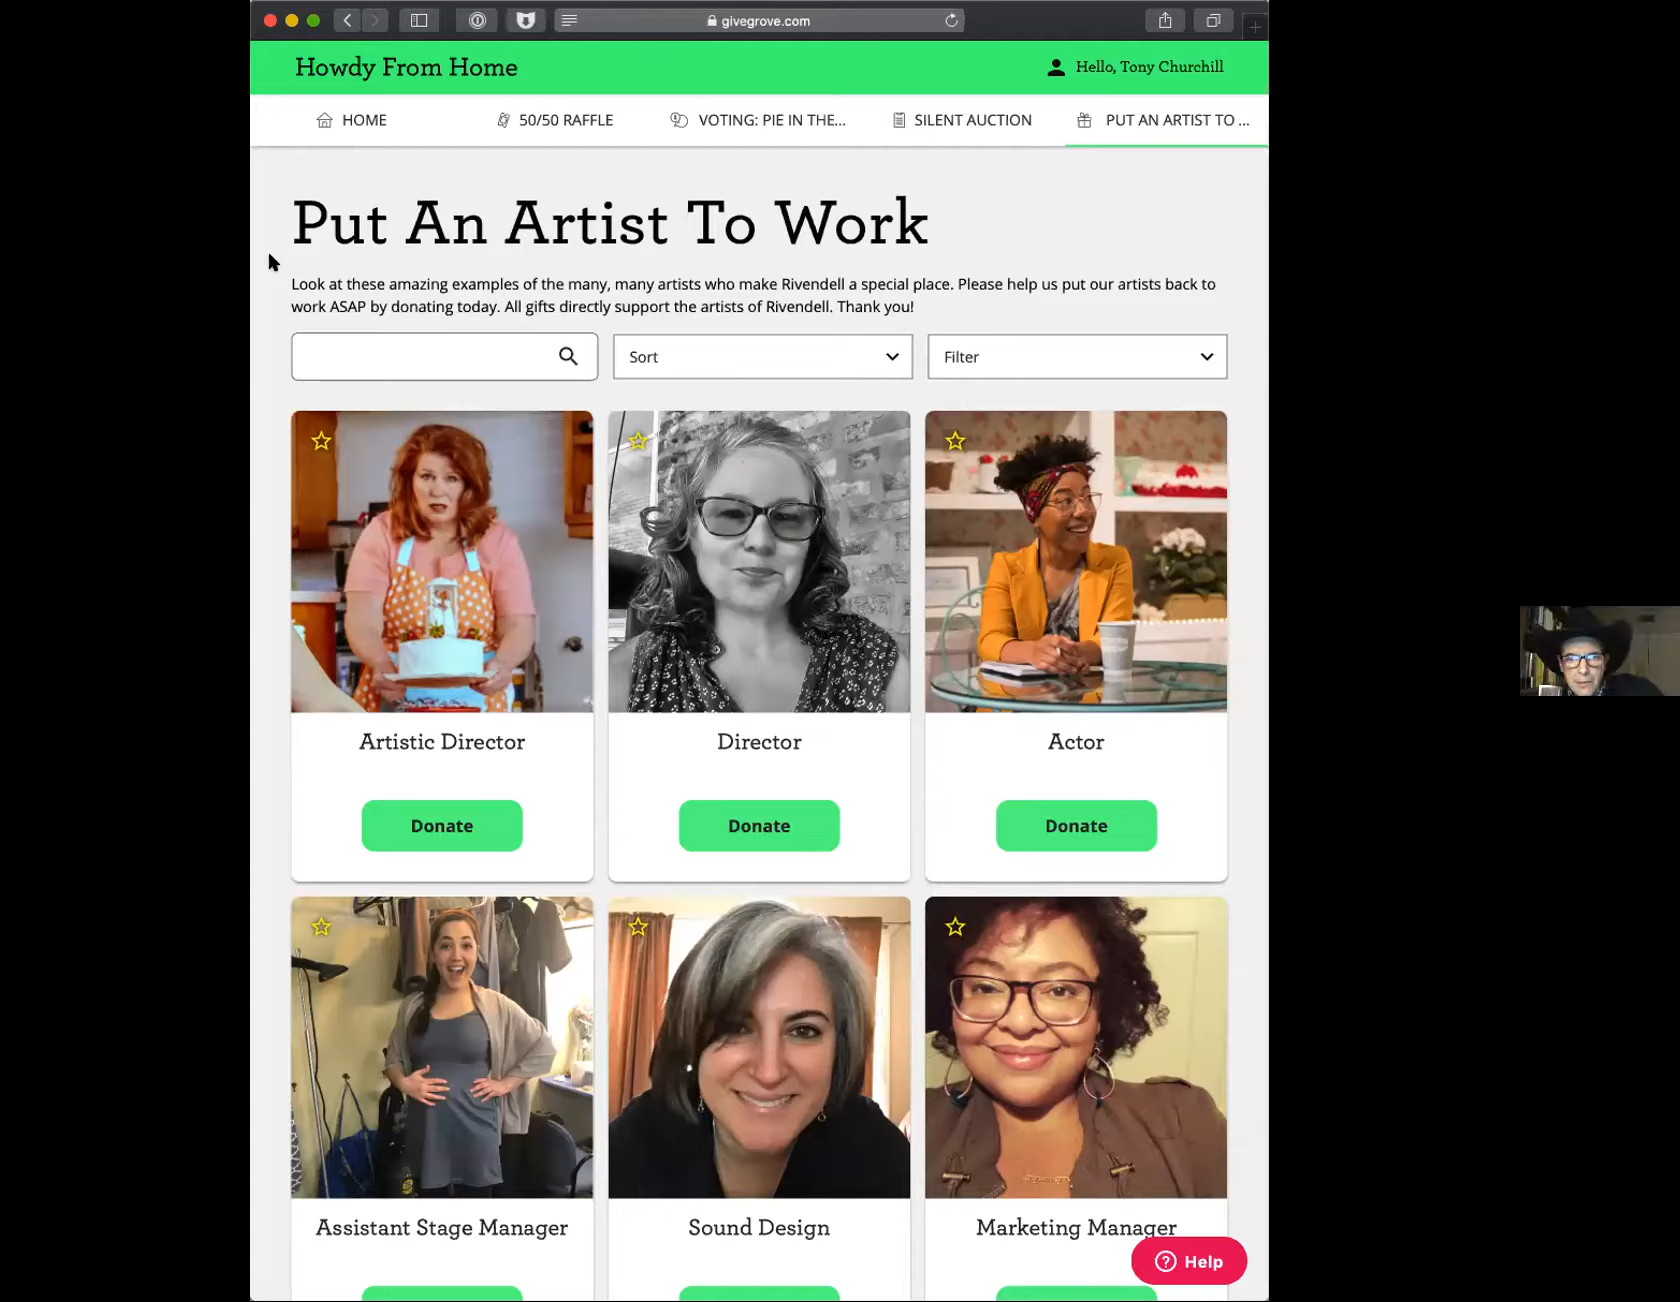 givegrove.com
Howdy From Home
Hello, Tony Churchill
HOME
50/50 RAFFLE
VOTING: PIE IN THE...
SILENT AUCTION
PUT AN ARTIST TO ...
Put An Artist To Work
Look at these amazing examples of the many, many artists who make Rivendell a special place. Please help us put our artists back to
work ASAP by donating today. All gifts directly support the artists of Rivendell. Thank you!
Sort
Filter
Artistic Director
Director
Actor
Donate
Donate
Donate
Assistant Stage Manager
Sound Design
Marketing Manager
Help